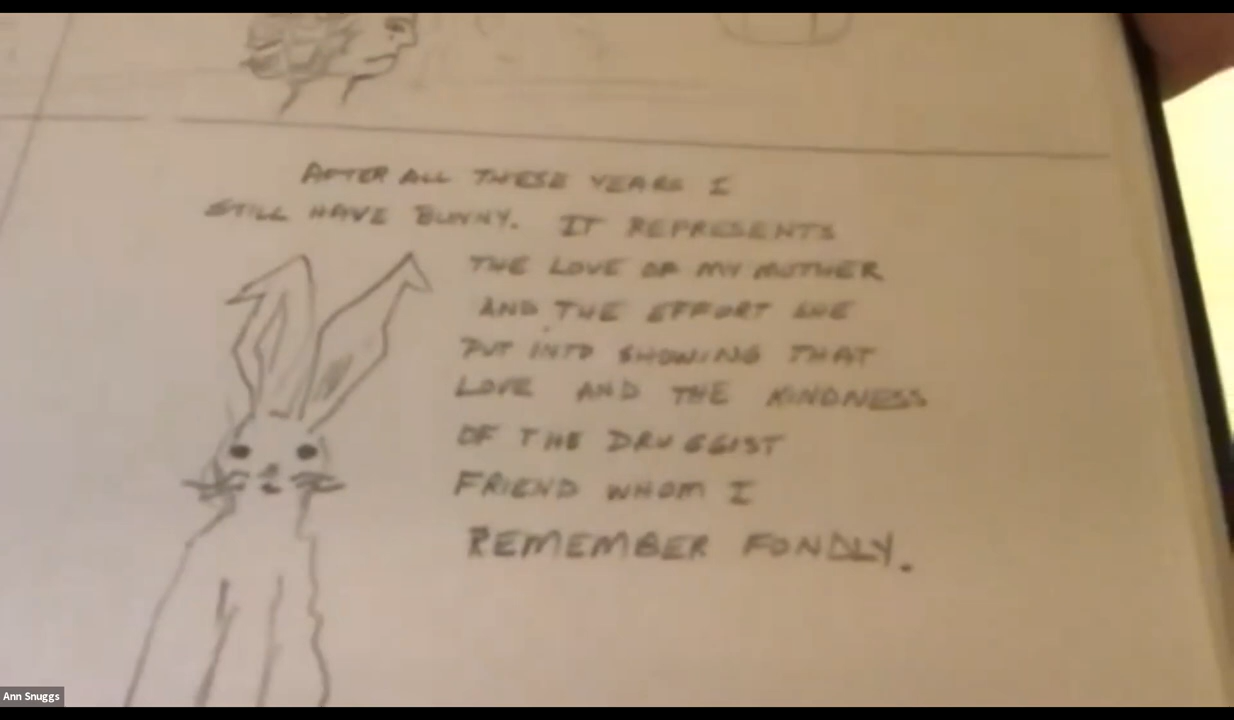 AFTER ALL THESE YEARS I
STILL HAVE BUNNY. IT REPRESENTS
THE LOVE OF MY MOTHER
AND THE EFFORT SHE
PUT INTO SHOWING THAT
LOVE AND THE KINDNESS
OF THE DRUGGIST
FRIEND WHOM I
REMEMBER FONDLY.
Ann Snuggs